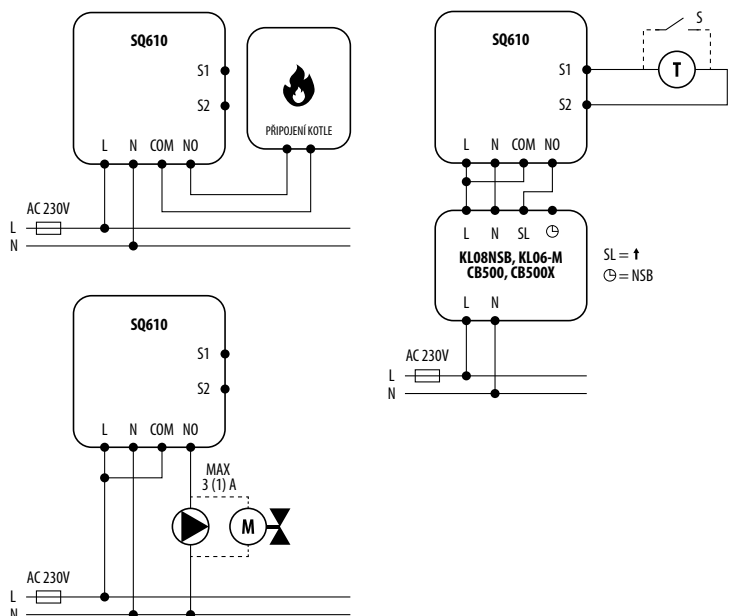 SQ610
S1
S2
L N COM NO
PŘIPOJENÍ KOTLE
AC 230V
L
N
SQ610
S1
S2
L N COM NO
S
T
L N SL
KL08NSB, KL06-M
CB500, CB500X
L N
SL =
= NSB
AC 230V
L
N
SQ610
S1
S2
L N COM NO
MAX
3 (1) A
M
AC 230V
L
N